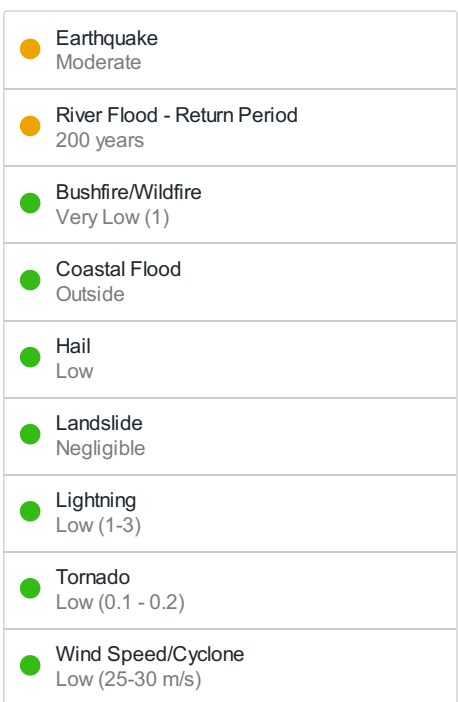 Earthquake
Moderate
River Flood - Return Period
200 years
Bushfire/Wildfire
Very Low (1)
Coastal Flood
Outside
Hail
Low
Landslide
Negligible
Lightning
Low (1-3)
Tornado
Low (0.1 - 0.2)
Wind Speed/Cyclone
Low (25-30 m/s)